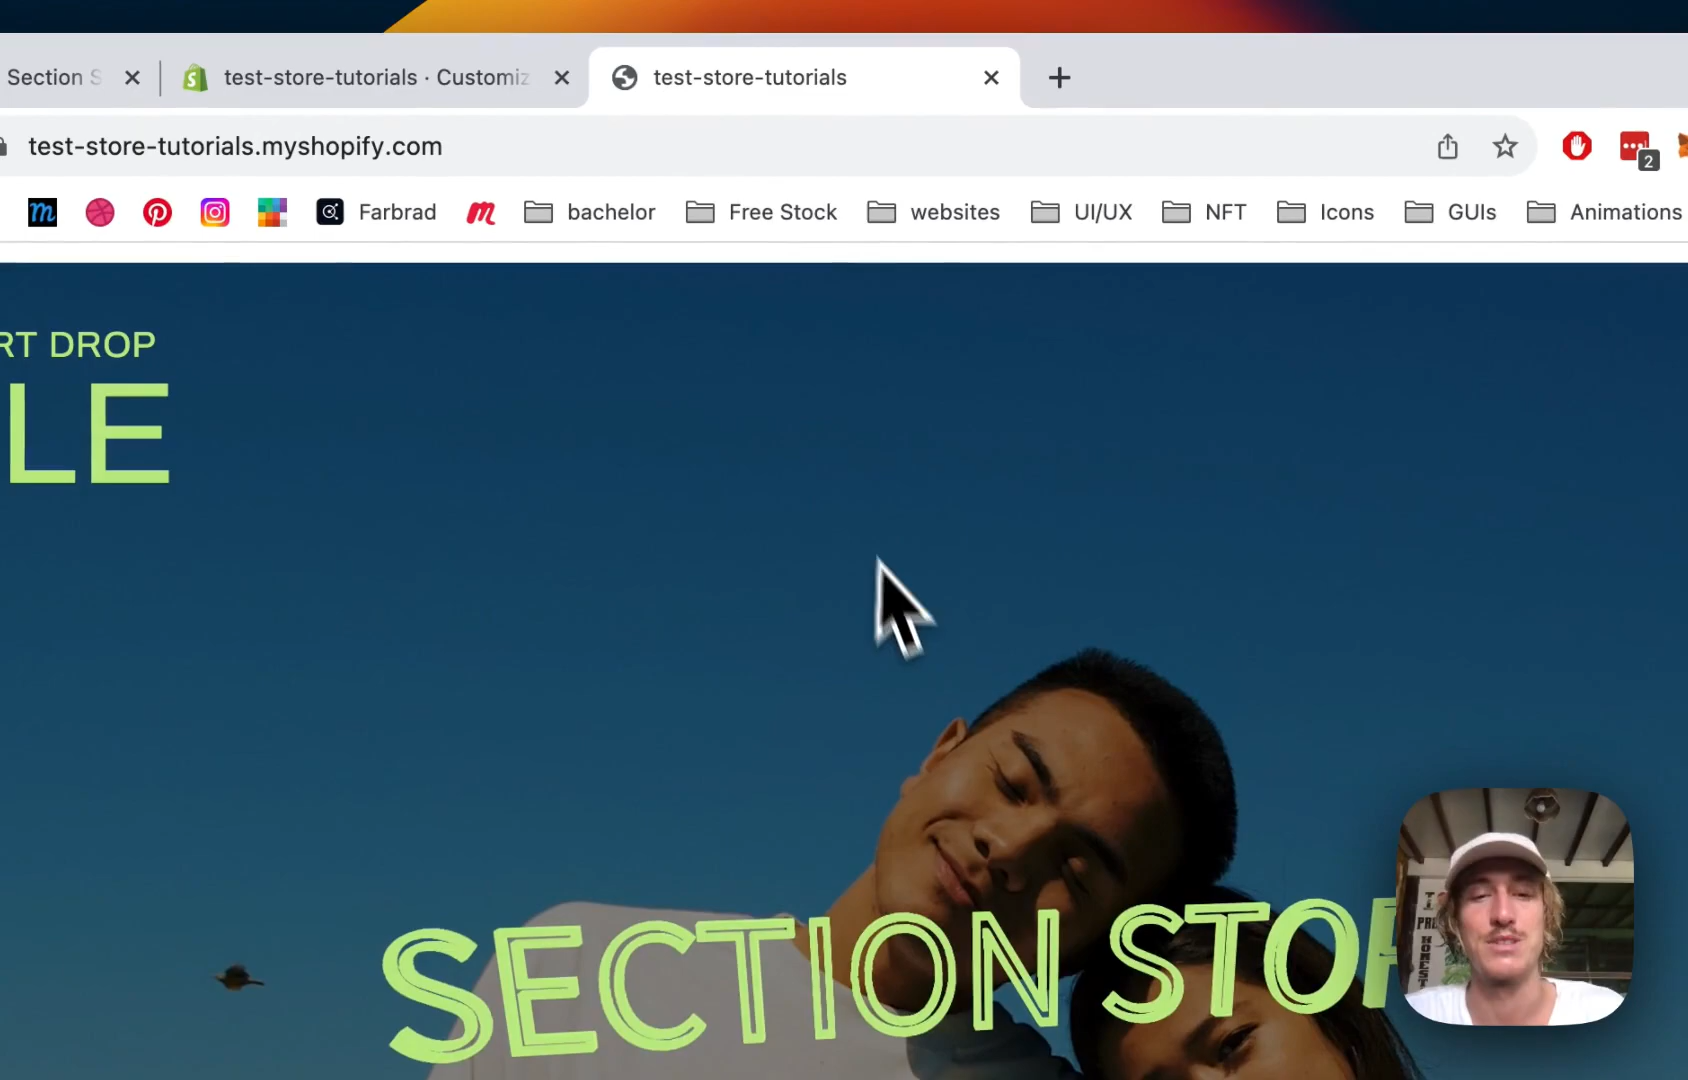 Section S
test-store-tutorials · Customiz
test-store-tutorials
test-store-tutorials.myshopify.com
2
Farbrad
bachelor
Free Stock
websites
UI/UX
NFT
Icons
GUIs
Animations
RT DROP
LE
SECTION STOR